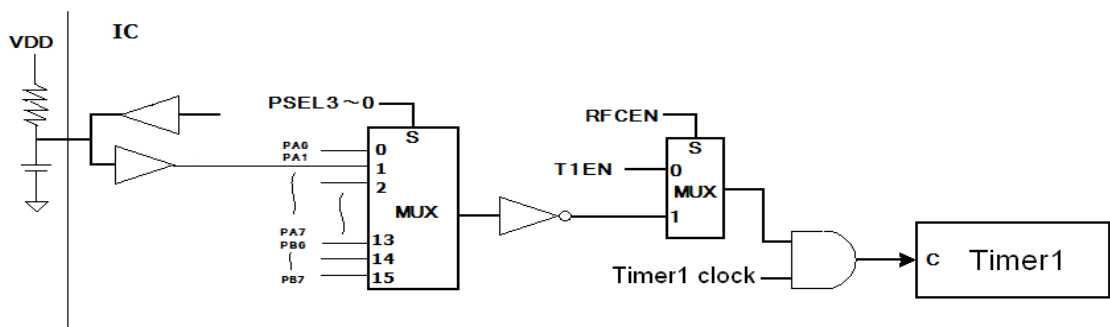 IC
VDD
PSEL3~0
S
PA0
PA1
0
1
2
MUX
PA7
PB0
PB7
13
14
15
RFCEN
S
T1EN
0
MUX
1
Timer1 clock
C
Timer1